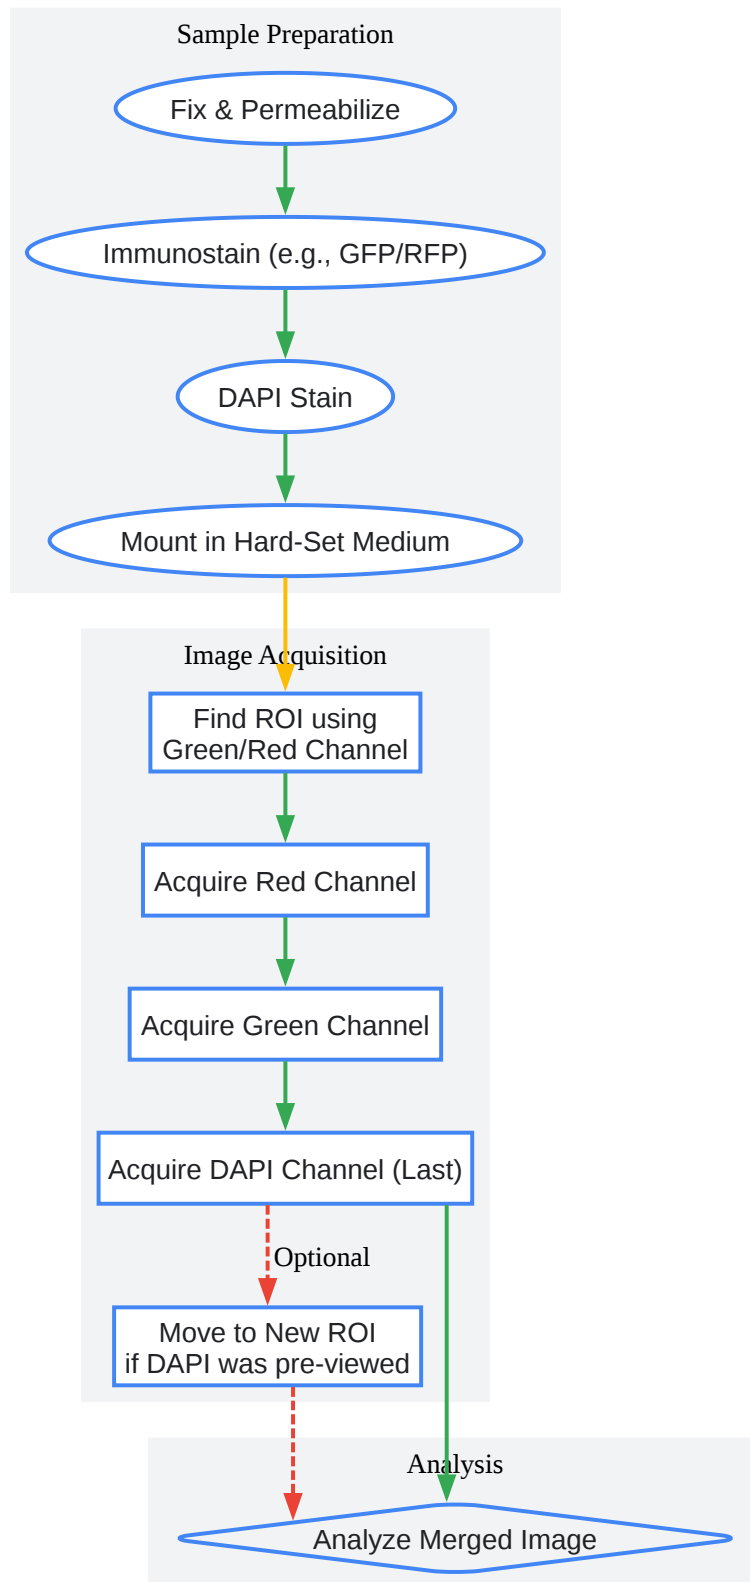 Sample Preparation
Fix & Permeabilize
Immunostain (e.g., GFP/RFP)
DAPI Stain
Mount in Hard-Set Medium
Image Acquisition
Find ROI using
Green/Red Channel
Acquire Red Channel
Acquire Green Channel
Acquire DAPI Channel (Last)
Optional
Move to New ROI
if DAPI was pre-viewed
Analysis
Analyze Merged Image